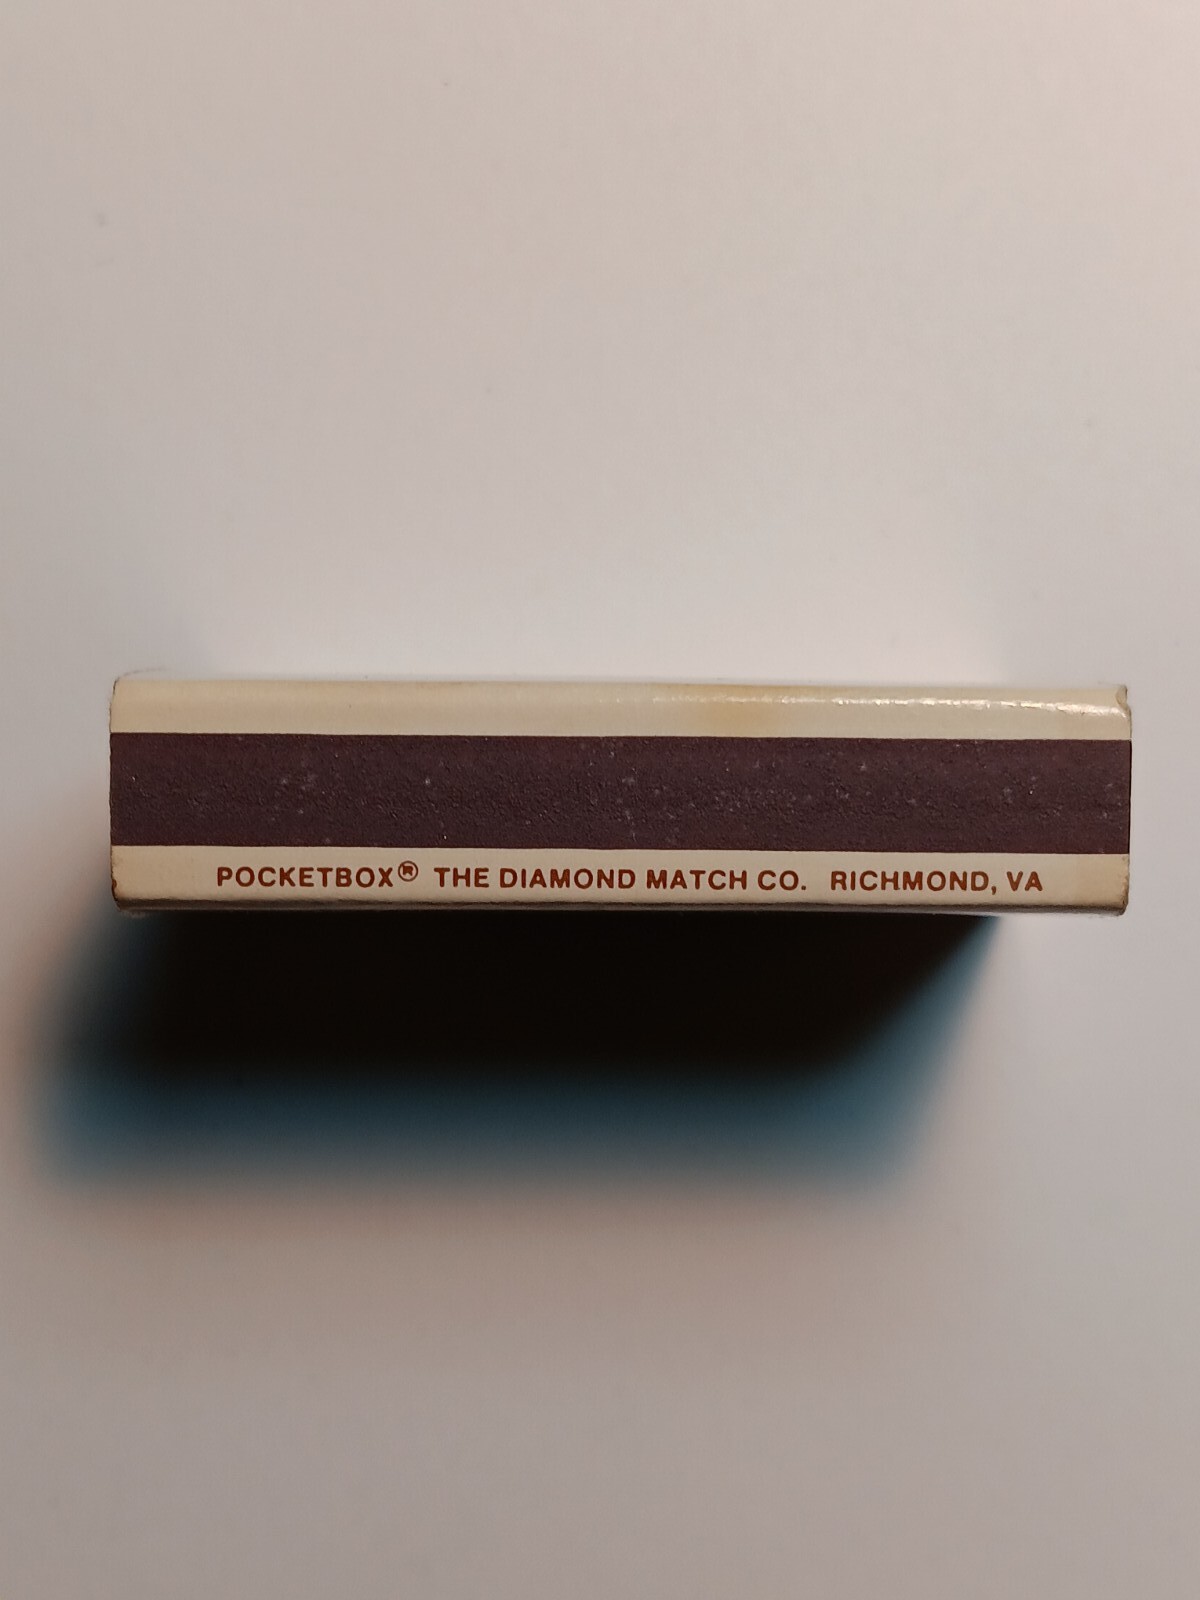 POCKETBOX® THE DIAMOND MATCH CO. RICHMOND, VA